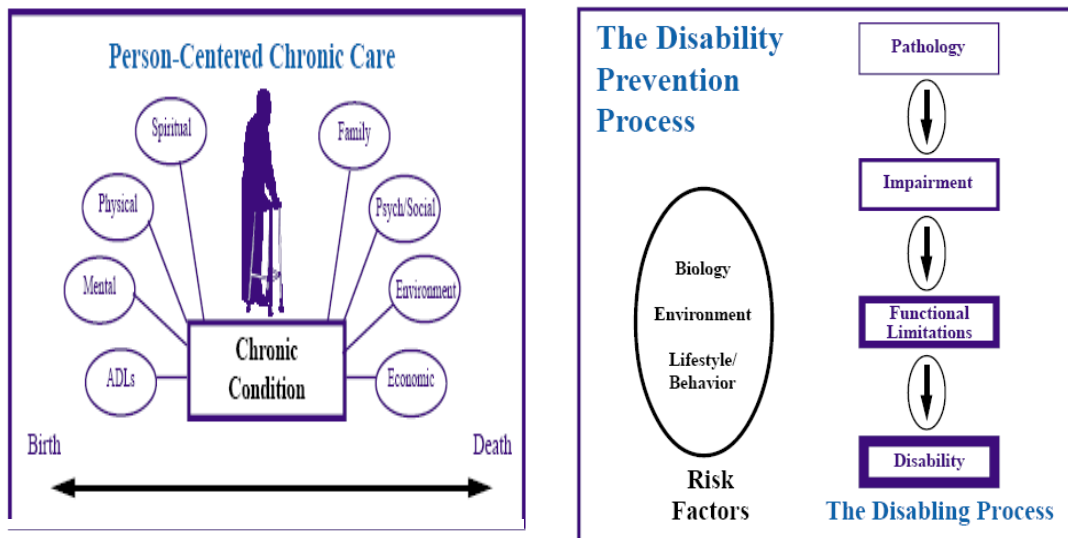 Person-Centered Chronic Care
Spiritual
Family
Physical
Psych/Social
Mental
Environment
ADLs
Chronic
Condition
Economic
Birth
Death
The Disability
Prevention
Process
Pathology
Impairment
Biology
Environment
Lifestyle/
Behavior
Functional
Limitations
Disability
Risk
Factors
The Disabling Process